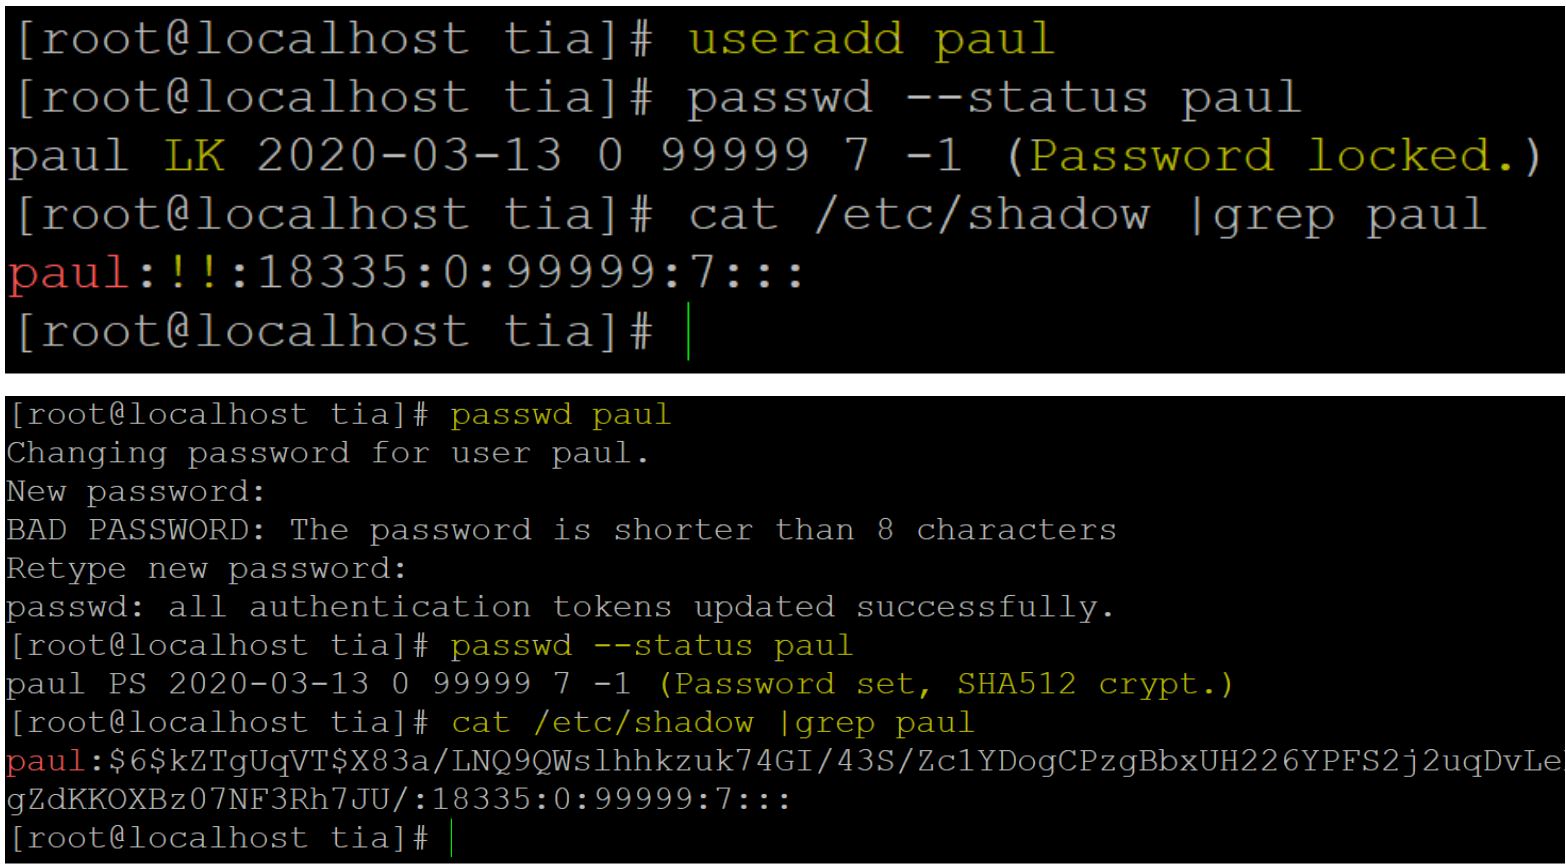 [root@localhost tia]# useradd paul
[root@localhost tia]# passwd --status paul
paul LK 2020-03-13 0 99999 7 -1 (Password locked.)
[root@localhost tia]# cat /etc/shadow |grep paul
paul:!!:18335:0:99999:7:::
[root@localhost tia]#
[root@localhost tia]# passwd paul
Changing password for user paul.
New password:
BAD PASSWORD: The password is shorter than 8 characters
Retype new password:
passwd: all authentication tokens updated successfully.
[root@localhost tia]# passwd --status paul
paul PS 2020-03-13 0 99999 7 -1 (Password set, SHA512 crypt.)
[root@localhost tia]# cat /etc/shadow |grep paul
paul:$6$kZTgUqVT$X83a/LNQ9QWslhhkzuk74GI/43S/Zc1YDogCPzgBbxUH226YPFS2j2uqDvLe
gZdKKOXBz07NF3Rh7JU/:18335:0:99999:7:::
[root@localhost tia]#